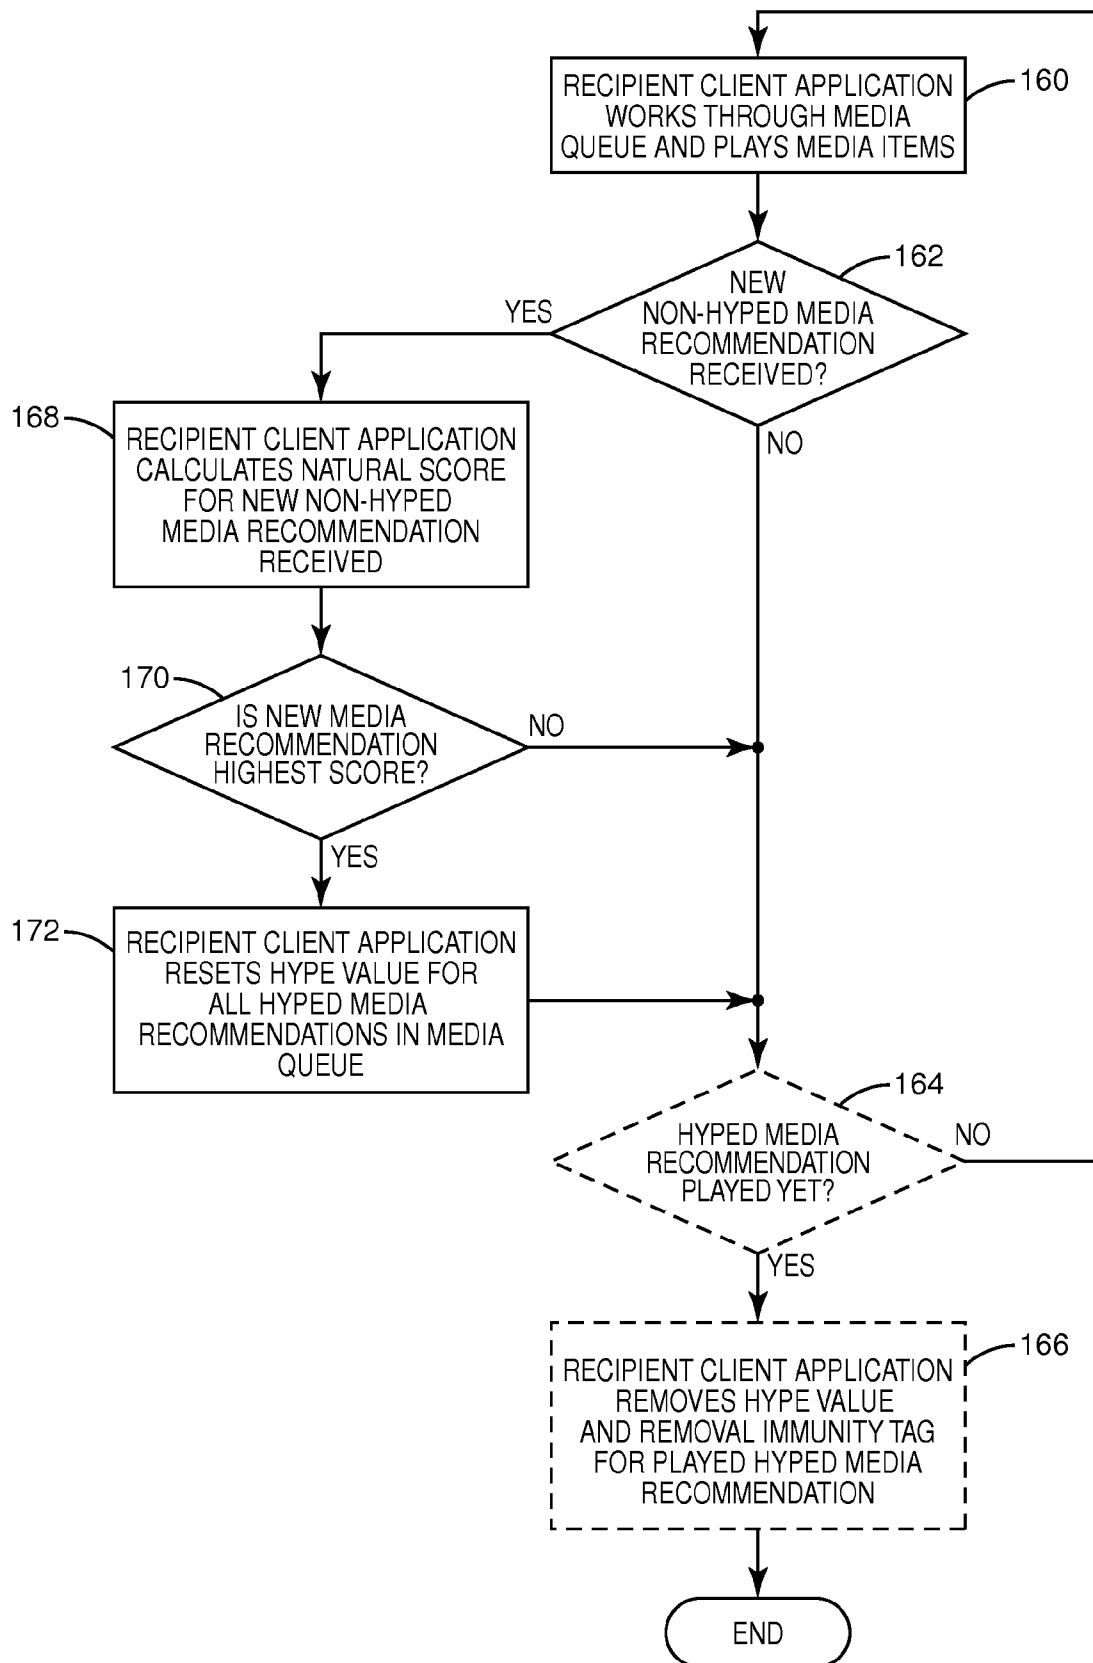 RECIPIENT CLIENT APPLICATION
WORKS THROUGH MEDIA
QUEUE AND PLAYS MEDIA ITEMS
160
NEW
NON-HYPED MEDIA
RECOMMENDATION
RECEIVED?
162
YES
NO
168
RECIPIENT CLIENT APPLICATION
CALCULATES NATURAL SCORE
FOR NEW NON-HYPED
MEDIA RECOMMENDATION
RECEIVED
170
IS NEW MEDIA
RECOMMENDATION
HIGHEST SCORE?
NO
YES
172
RECIPIENT CLIENT APPLICATION
RESETS HYPE VALUE FOR
ALL HYPED MEDIA
RECOMMENDATIONS IN MEDIA
QUEUE
164
HYPED MEDIA
RECOMMENDATION
PLAYED YET?
NO
YES
166
RECIPIENT CLIENT APPLICATION
REMOVES HYPE VALUE
AND REMOVAL IMMUNITY TAG
FOR PLAYED HYPED MEDIA
RECOMMENDATION
END